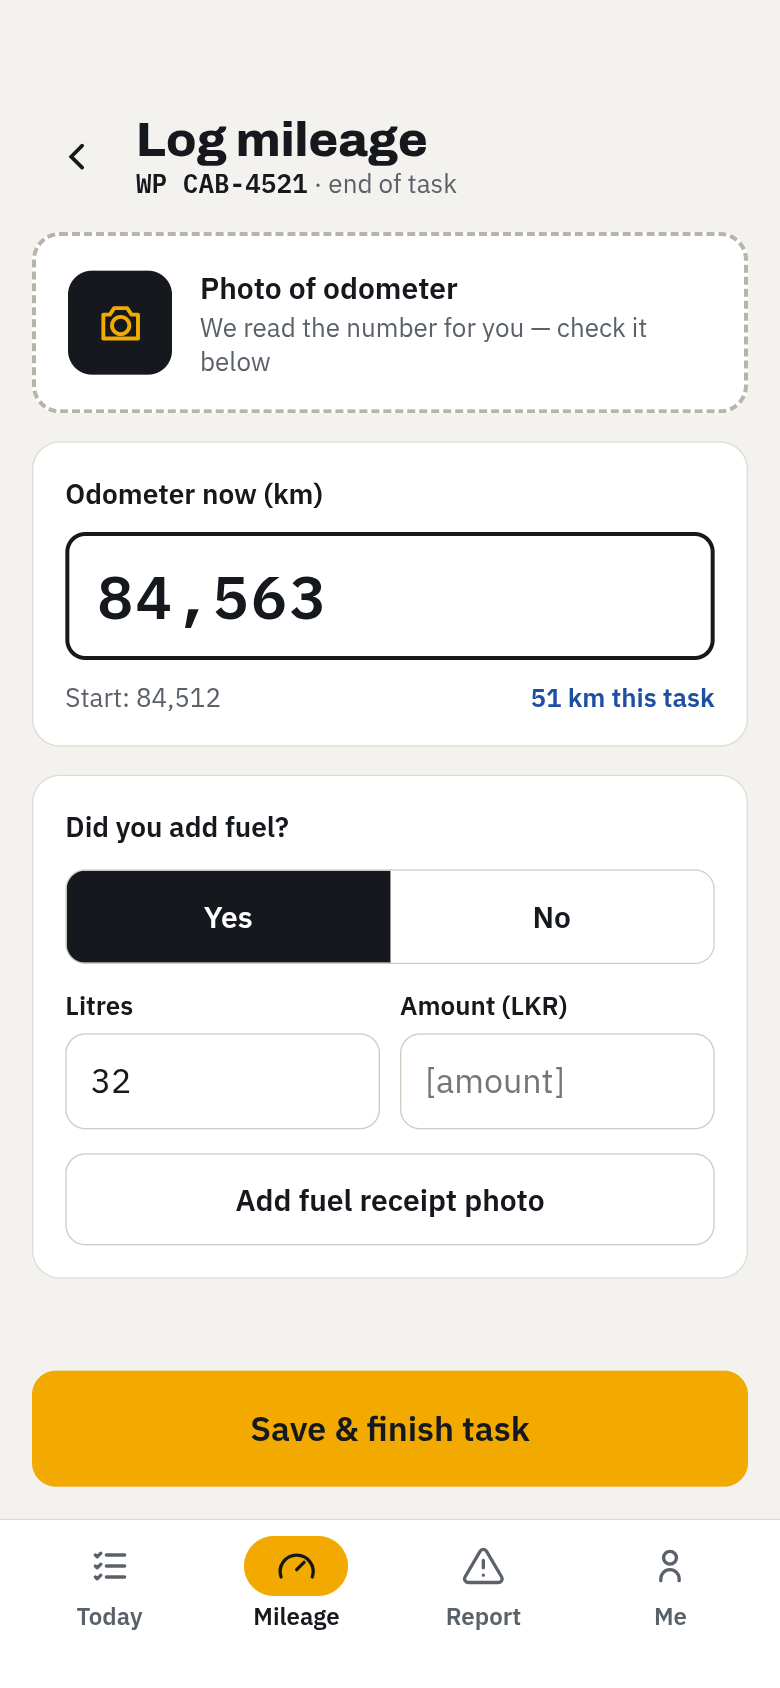 Log mileage
WP CAB-4521 · end of task
Photo of odometer
We read the number for you — check it
below
Odometer now (km)
84,563
Start: 84,512 51 km this task
Did you add fuel?
Yes No
Litres Amount (LKR)
32 [amount]
Add fuel receipt photo
Save & finish task
Today Mileage Report Me